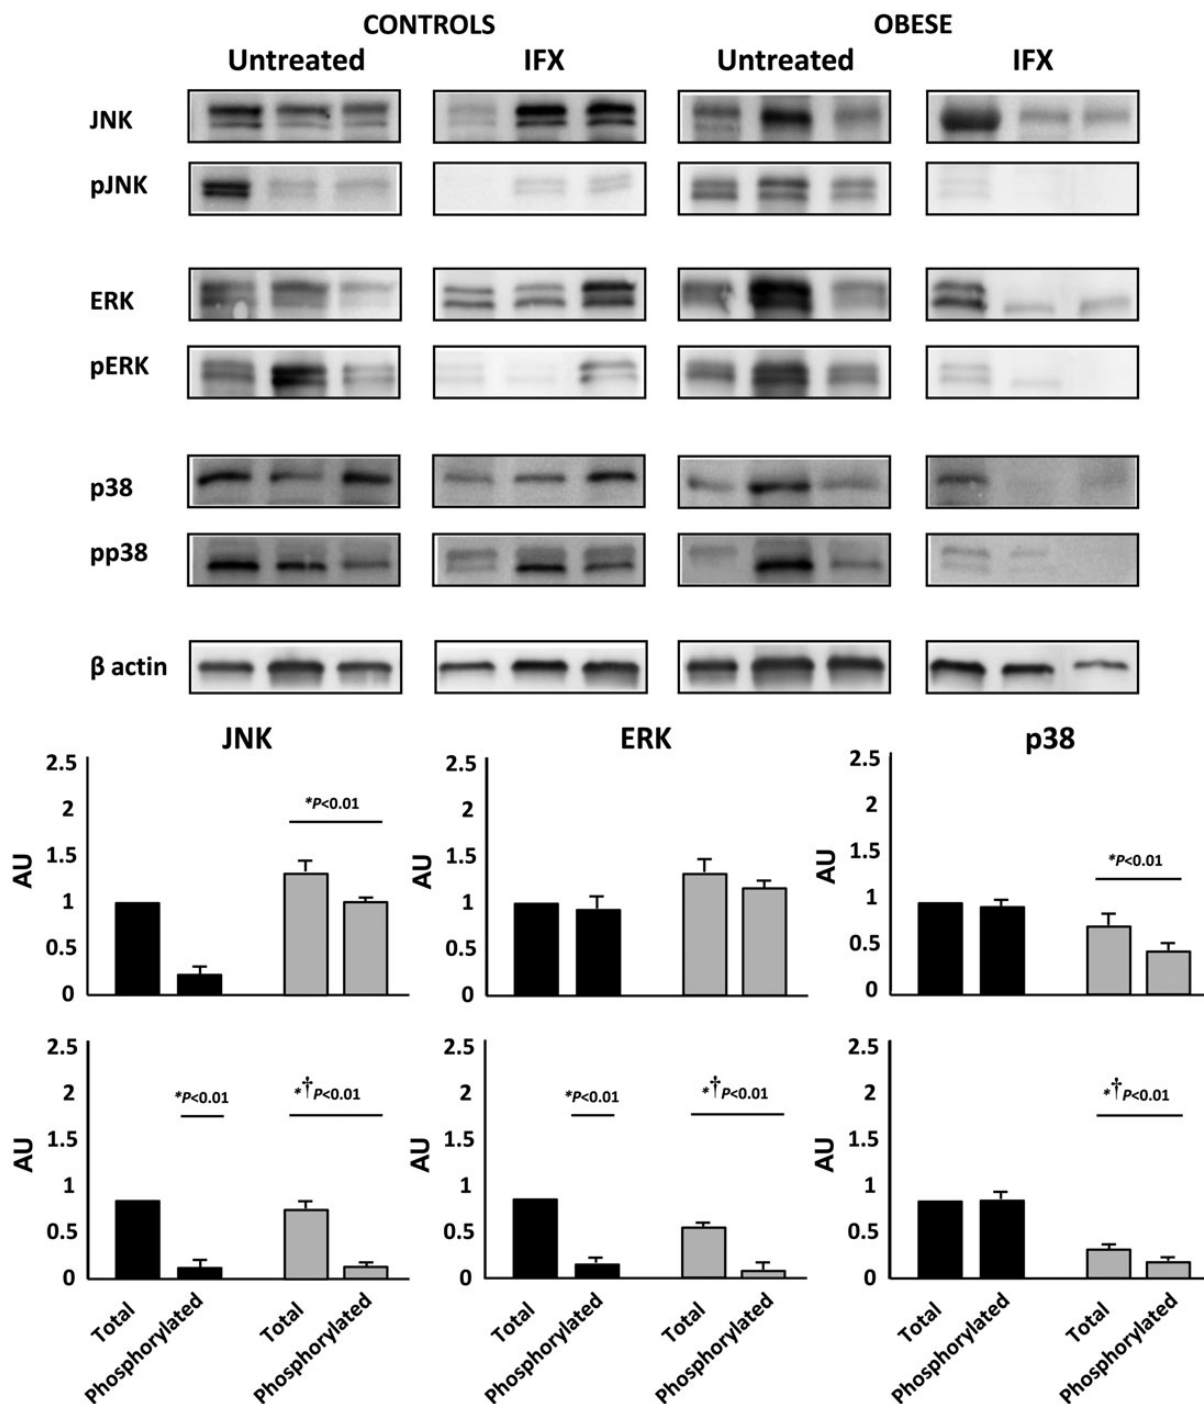 CONTROLS OBESE
Untreated IFX Untreated IFX
JNK
pJNK
ERK
pERK
p38
pp38
β actin
JNK ERK p38
2.5 2.5 2.5
2 2 2
*P<0.01
1.5 1.5 1.5
*P<0.01
AU AU AU
1 1 1
0.5 0.5 0.5
0 0 0
2.5 2.5 2.5
2 2 2
*P<0.01 *†P<0.01 *P<0.01 *†P<0.01 *†P<0.01
1.5 1.5 1.5
AU AU AU
1 1 1
0.5 0.5 0.5
0 0 0
Total Phosphorylated Total Phosphorylated Total Phosphorylated Total Phosphorylated Total Phosphorylated Total Phosphorylated